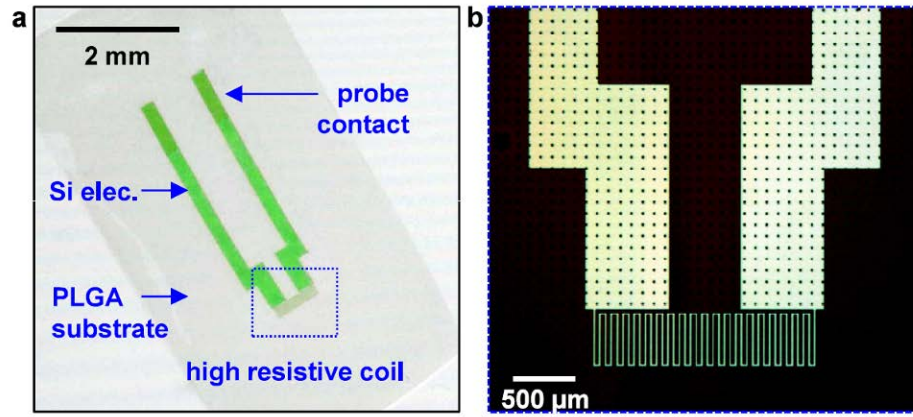 a
2 mm
probe
contact
Si elec.
PLGA
substrate
high resistive coil
b
500 µm